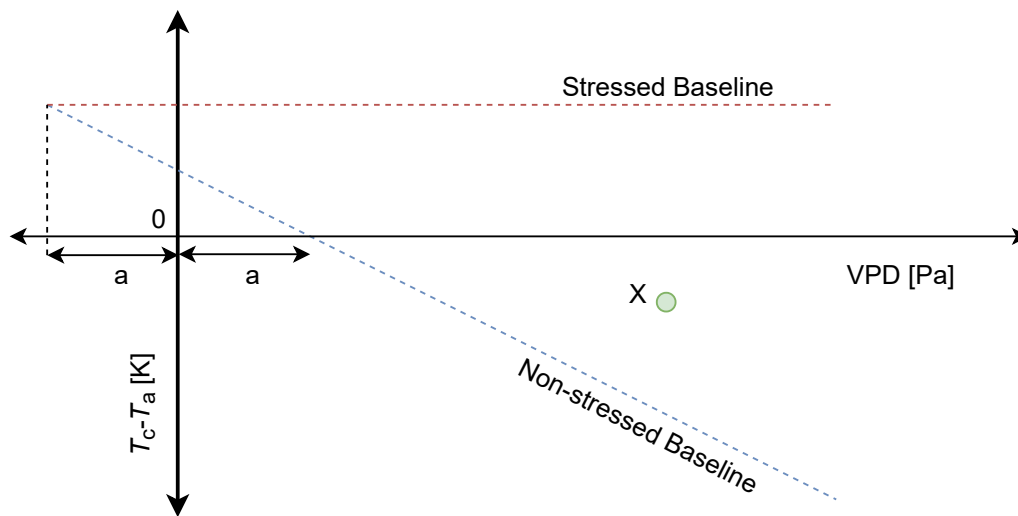 Stressed Baseline
0
a
a
VPD [Pa]
X
Tc-Ta [K]
Non-stressed Baseline